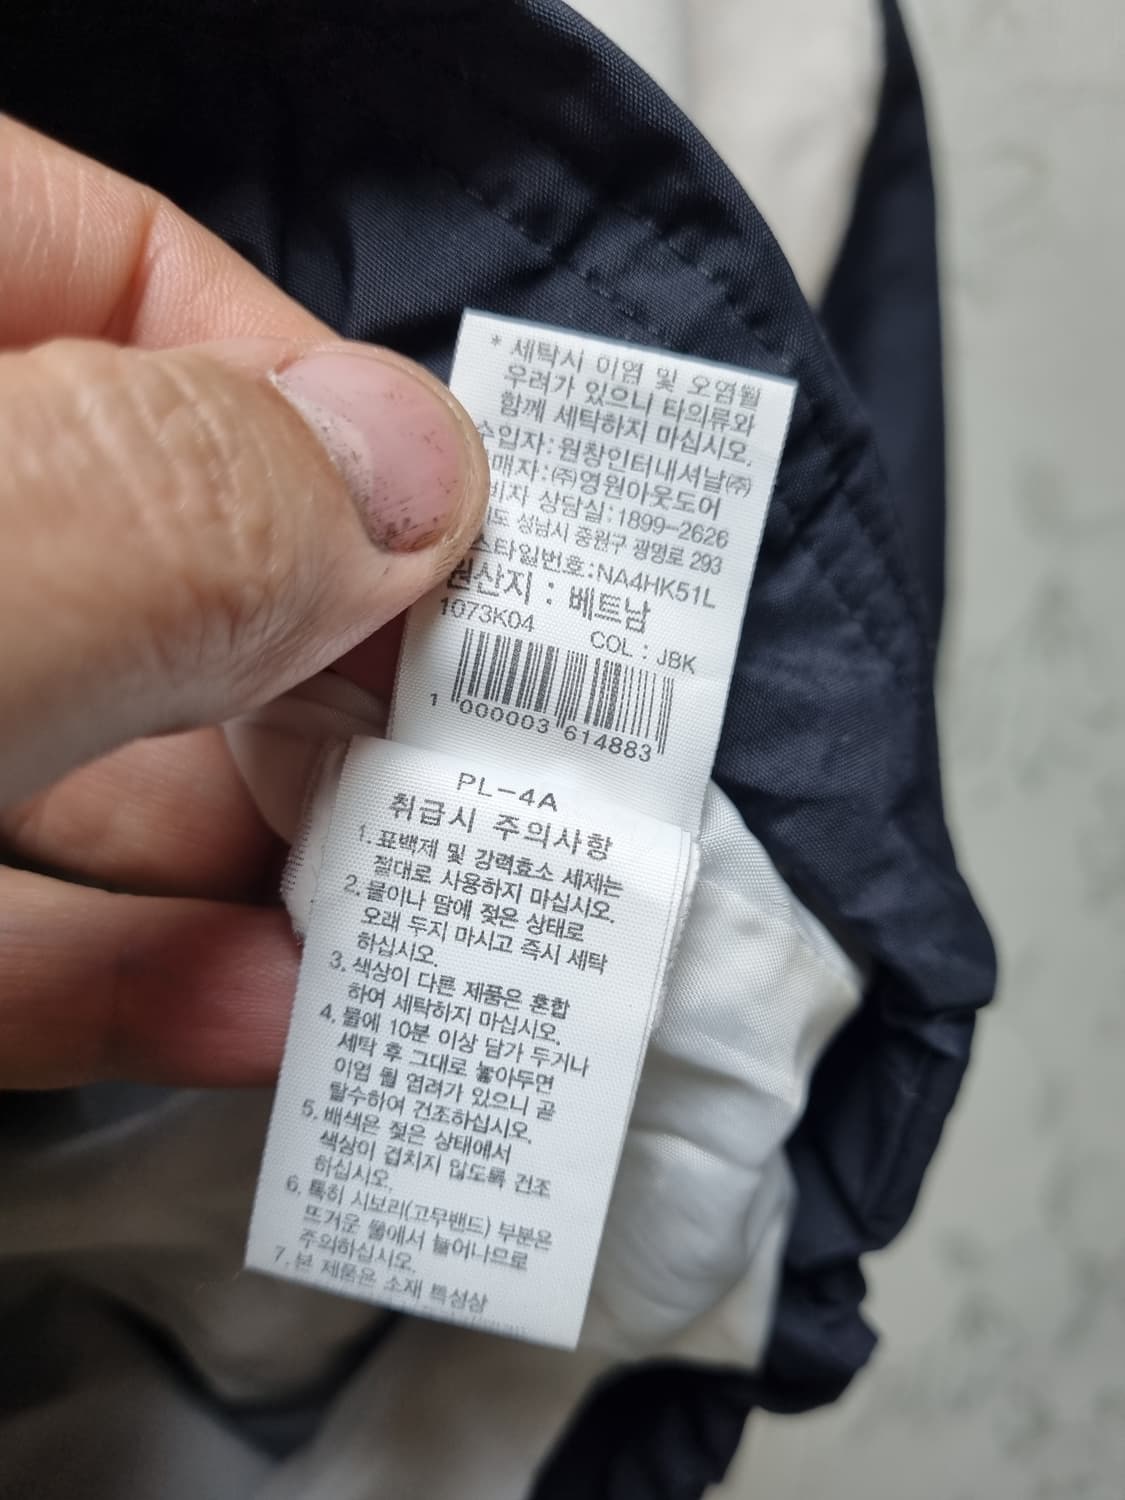 * 세탁시 이염 및 오염될
우려가 있으니 타의류와
함께 세탁하지 마십시오.
수입자:원창인터내셔날㈜
매자:㈜영원아웃도어
비자 상담실:1899-2626
도 성남시 중원구 광명로 293
스타일번호:NA4HK51L
원산지 : 베트남
1073K04 COL : JBK
1 000003 614883
PL-4A
취급시 주의사항
1. 표백제 및 강력효소 세제는
절대로 사용하지 마십시오.
2. 물이나 땀에 젖은 상태로
오래 두지 마시고 즉시 세탁
하십시오.
3. 색상이 다른 제품은 혼합
하여 세탁하지 마십시오.
4. 물에 10분 이상 담가 두거나
세탁 후 그대로 놓아두면
이염 될 염려가 있으니 곧
탈수하여 건조하십시오.
5. 배색은 젖은 상태에서
색상이 겹치지 않도록 건조
하십시오.
6. 특히 시보리(고무밴드) 부분은
뜨거운 물에서 늘어나므로
주의하십시오.
7. 본 제품은 소재 특성상